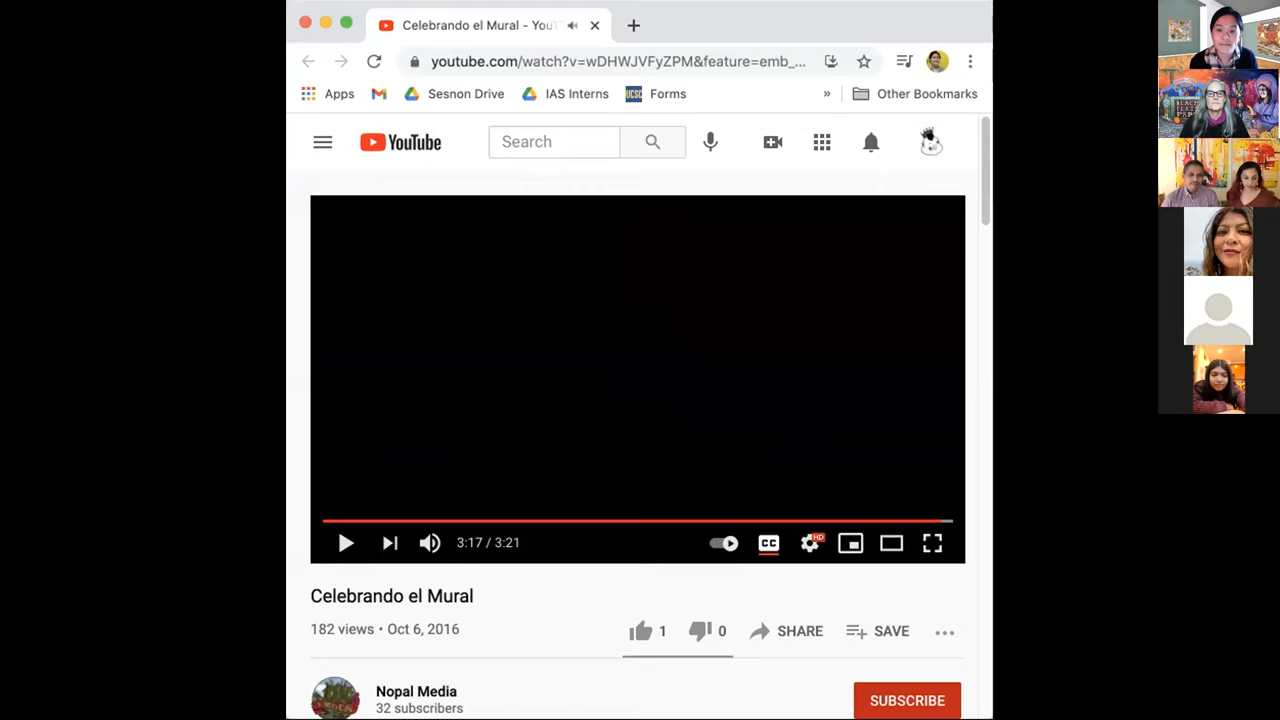 Celebrando el Mural - YouT
youtube.com/watch?v=wDHWJVFyZPM&feature=emb_...
Apps Sesnon Drive IAS Interns UCSC Forms » Other Bookmarks
YouTube Search
3:17 / 3:21 CC HD
Celebrando el Mural
182 views • Oct 6, 2016 1 0 SHARE SAVE
Nopal Media
32 subscribers
SUBSCRIBE